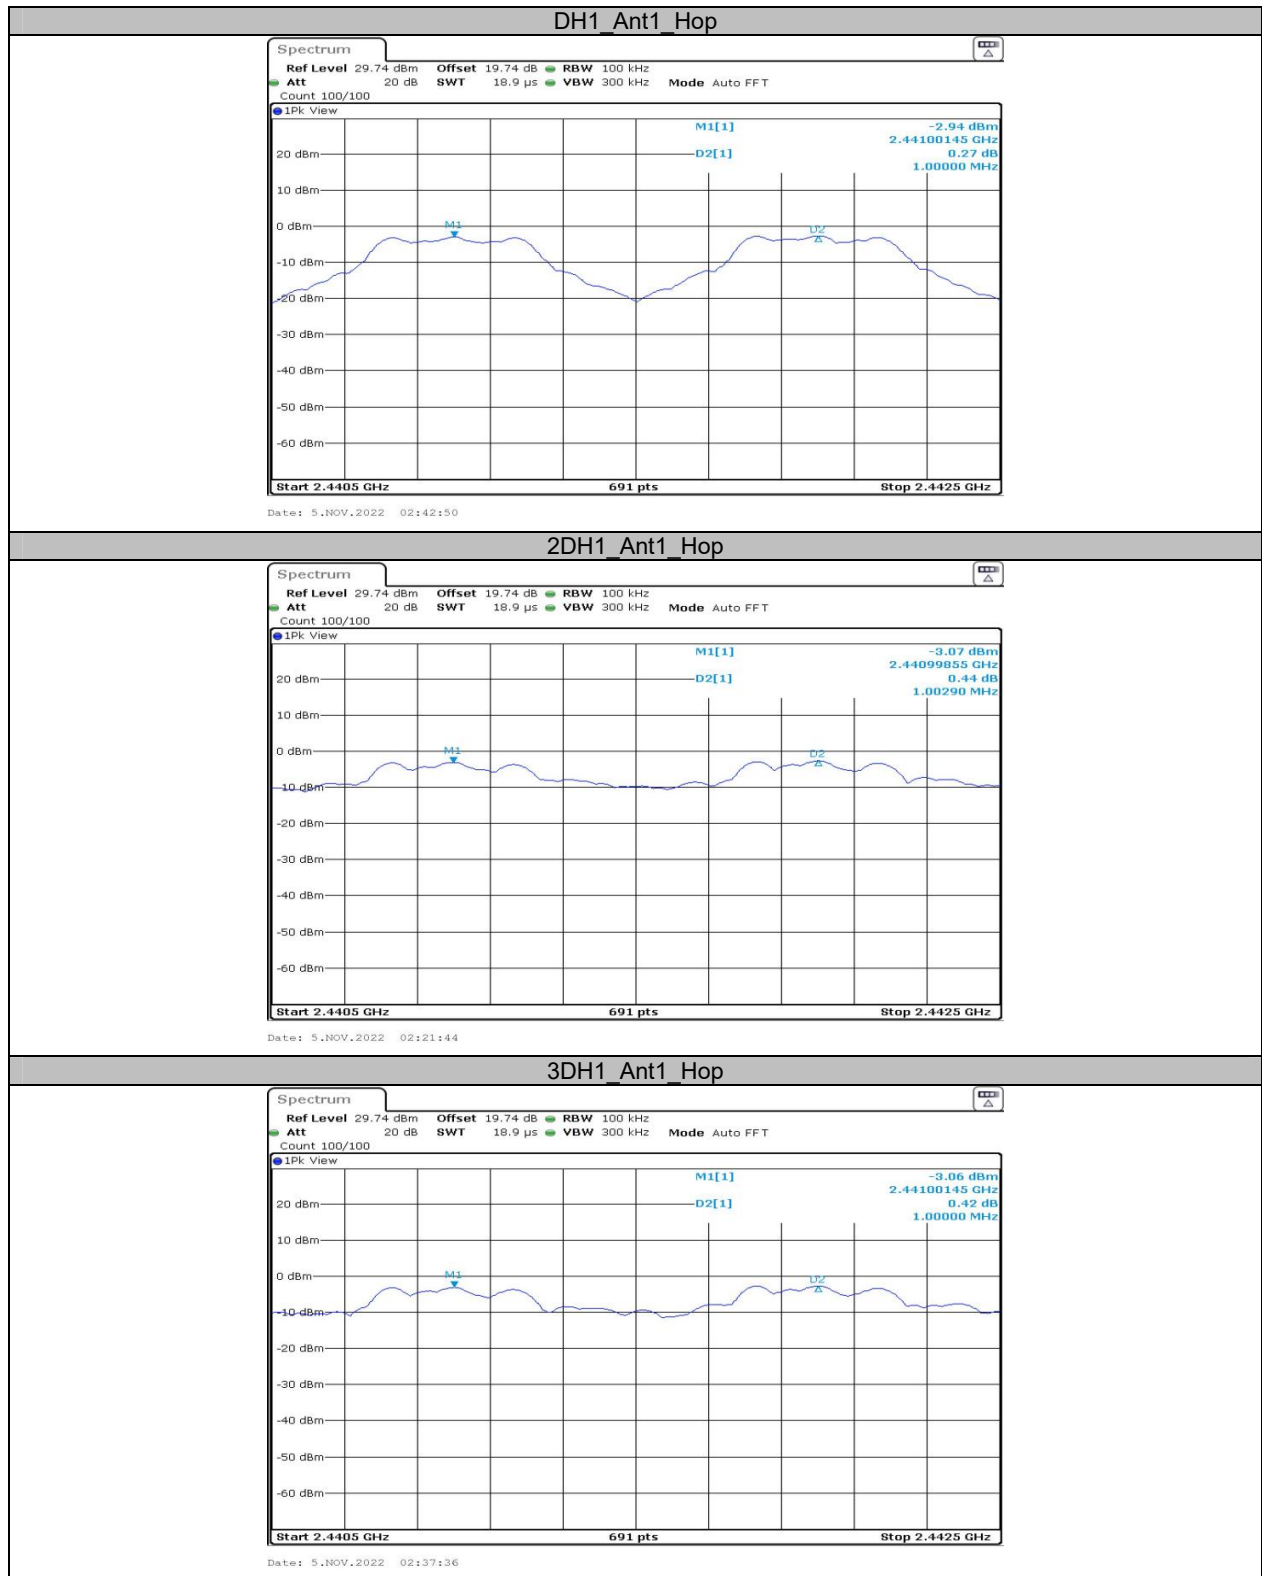 DH1_Ant1_Hop
Spectrum
Ref Level 29.74 dBm Offset 19.74 dB RBW 100 kHz
Att 20 dB SWT 18.9 µs VBW 300 kHz Mode Auto FFT
Count 100/100
1Pk View
M1[1] -2.94 dBm
2.44100145 GHz
20 dBm D2[1] 0.27 dB
1.00000 MHz
10 dBm
0 dBm
M1 D2
-10 dBm
-20 dBm
-30 dBm
-40 dBm
-50 dBm
-60 dBm
Start 2.4405 GHz 691 pts Stop 2.4425 GHz
Date: 5.NOV.2022 02:42:50
2DH1_Ant1_Hop
Spectrum
Ref Level 29.74 dBm Offset 19.74 dB RBW 100 kHz
Att 20 dB SWT 18.9 µs VBW 300 kHz Mode Auto FFT
Count 100/100
1Pk View
M1[1] -3.07 dBm
2.44099855 GHz
20 dBm D2[1] 0.44 dB
1.00290 MHz
10 dBm
0 dBm
M1 D2
-10 dBm
-20 dBm
-30 dBm
-40 dBm
-50 dBm
-60 dBm
Start 2.4405 GHz 691 pts Stop 2.4425 GHz
Date: 5.NOV.2022 02:21:44
3DH1_Ant1_Hop
Spectrum
Ref Level 29.74 dBm Offset 19.74 dB RBW 100 kHz
Att 20 dB SWT 18.9 µs VBW 300 kHz Mode Auto FFT
Count 100/100
1Pk View
M1[1] -3.06 dBm
2.44100145 GHz
20 dBm D2[1] 0.42 dB
1.00000 MHz
10 dBm
0 dBm
M1 D2
-10 dBm
-20 dBm
-30 dBm
-40 dBm
-50 dBm
-60 dBm
Start 2.4405 GHz 691 pts Stop 2.4425 GHz
Date: 5.NOV.2022 02:37:36